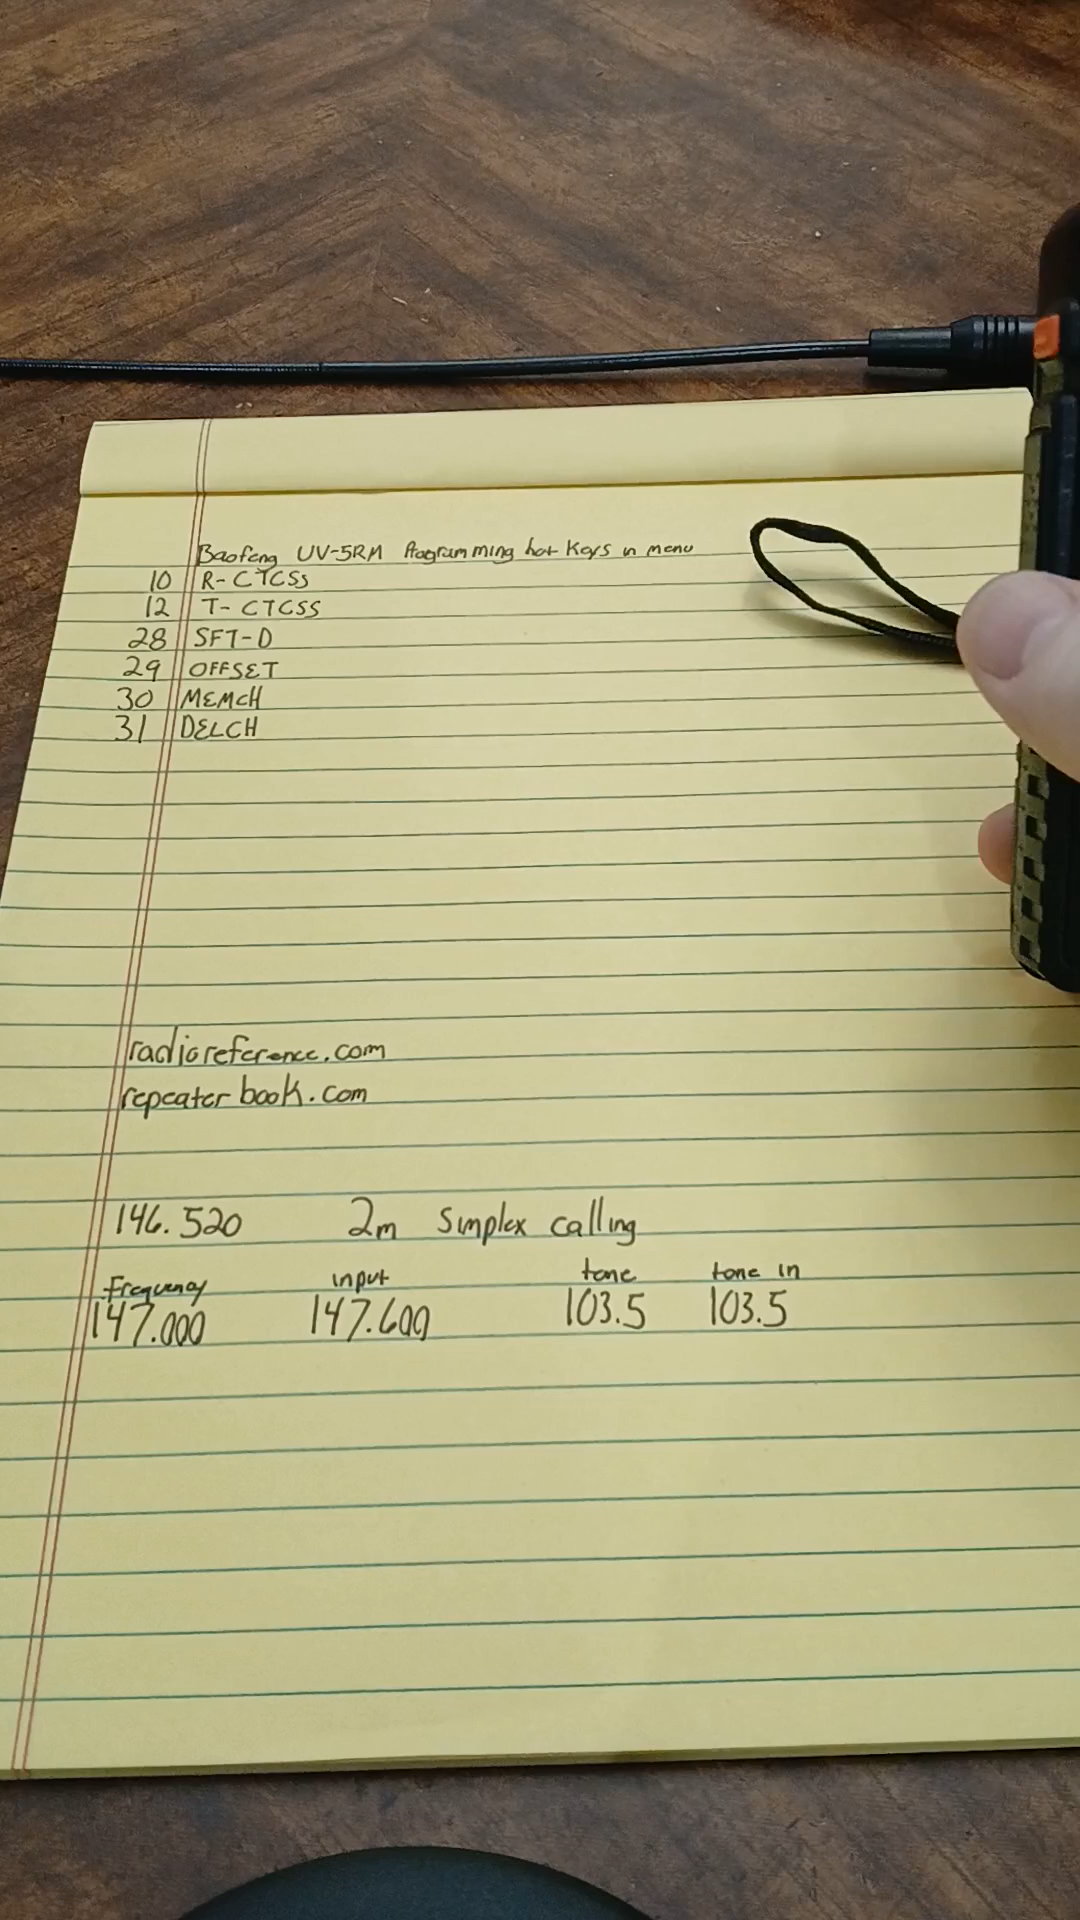 Baofeng UV-5RM Programming hot Keys in menu
10 R-CTCSS
12 T-CTCSS
28 SFT-D
29 OFFSET
30 MEMCH
31 DELCH
radioreference.com
repeater book.com
146.520 2m Simplex calling
frequency input tone tone in
147.000 147.600 103.5 103.5